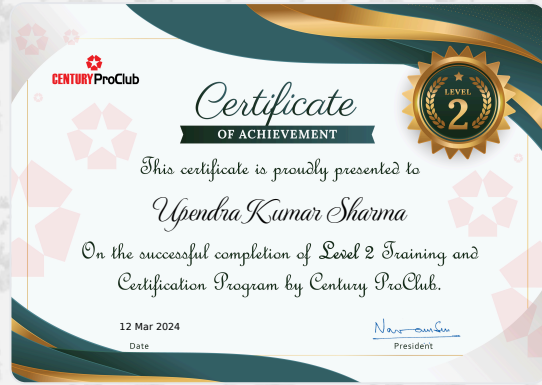 CENTURY ProClub
LEVEL
2
Certificate
OF ACHIEVEMENT
This certificate is proudly presented to
Upendra Kumar Sharma
On the successful completion of Level 2 Training and
Certification Program by Century ProClub.
12 Mar 2024
Date
President